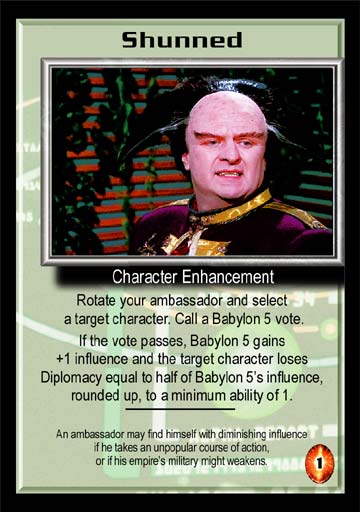 Shunned
Character Enhancement
Rotate your ambassador and select
a target character. Call a Babylon 5 vote.
If the vote passes, Babylon 5 gains
+1 influence and the target character loses
Diplomacy equal to half of Babylon 5's influence,
rounded up, to a minimum ability of 1.
An ambassador may find himself with diminishing influence
if he takes an unpopular course of action,
or if his empire's military might weakens.
1